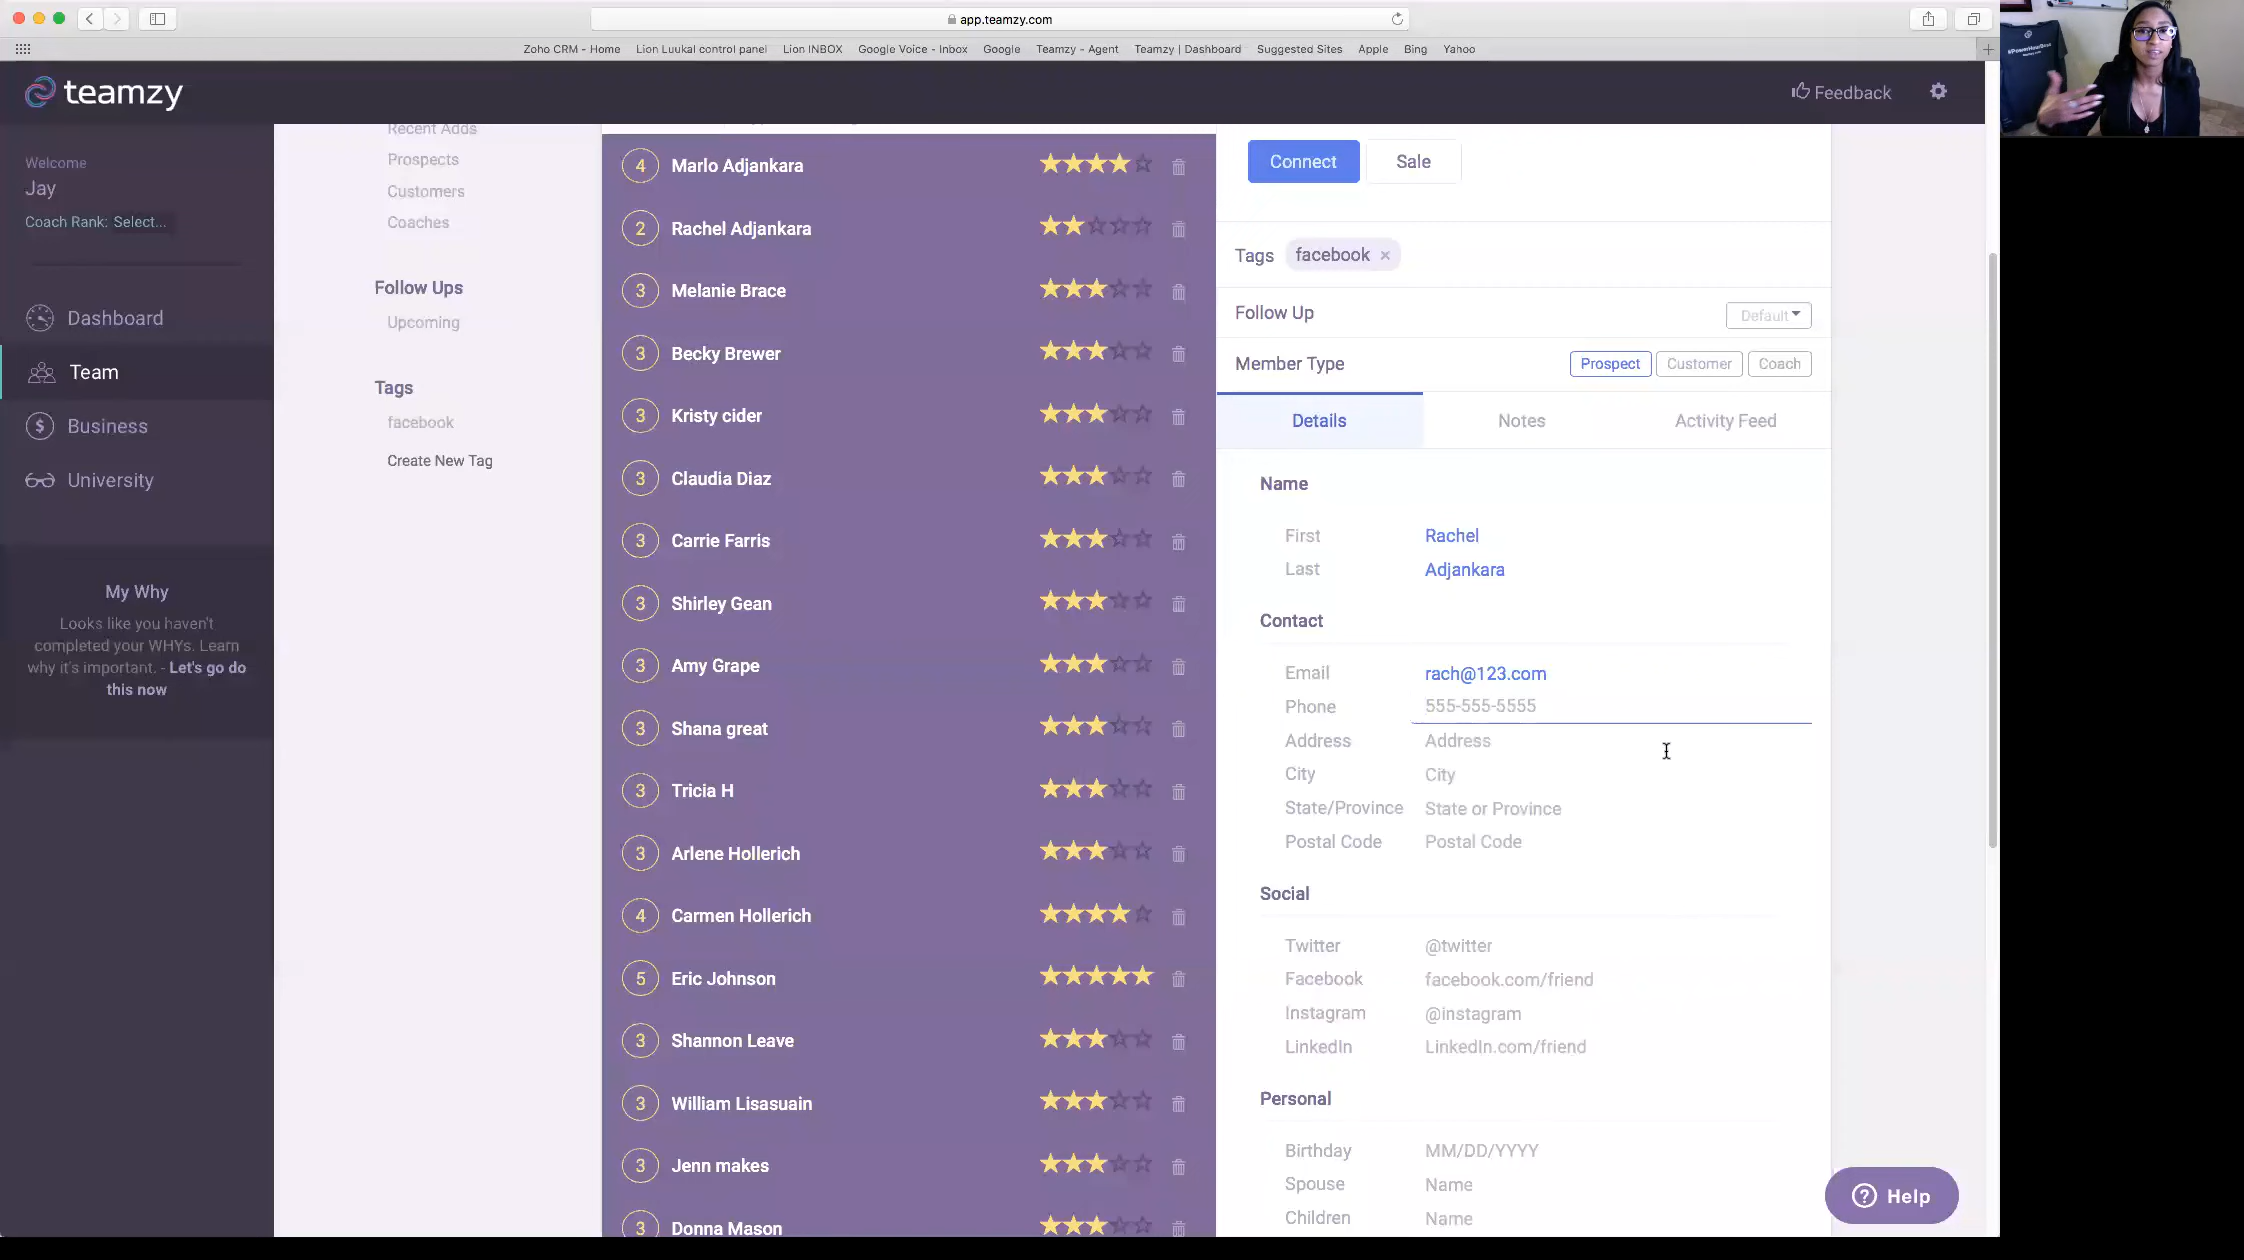 app.teamzy.com
Zoho CRM - Home
Lion Luukal control panel
Lion INBOX
Google Voice - Inbox
Google
Teamzy - Agent
Teamzy | Dashboard
Suggested Sites
Apple
Bing
Yahoo
teamzy
Feedback
Welcome
Jay
Coach Rank: Select...
Dashboard
Team
$ Business
University
My Why
Looks like you haven't
completed your WHYs. Learn
why it's important. - Let's go do
this now
Recent Adds
Prospects
Customers
Coaches
Follow Ups
Upcoming
Tags
facebook
Create New Tag
4 Marlo Adjankara
2 Rachel Adjankara
3 Melanie Brace
3 Becky Brewer
3 Kristy cider
3 Claudia Diaz
3 Carrie Farris
3 Shirley Gean
3 Amy Grape
3 Shana great
3 Tricia H
3 Arlene Hollerich
4 Carmen Hollerich
5 Eric Johnson
3 Shannon Leave
3 William Lisasuain
3 Jenn makes
3 Donna Mason
Connect
Sale
Tags facebook ×
Follow Up
Default
Member Type
Prospect
Customer
Coach
Details
Notes
Activity Feed
Name
First Rachel
Last Adjankara
Contact
Email rach@123.com
Phone 555-555-5555
Address Address
City City
State/Province State or Province
Postal Code Postal Code
Social
Twitter @twitter
Facebook facebook.com/friend
Instagram @instagram
LinkedIn LinkedIn.com/friend
Personal
Birthday MM/DD/YYYY
Spouse Name
Children Name
? Help